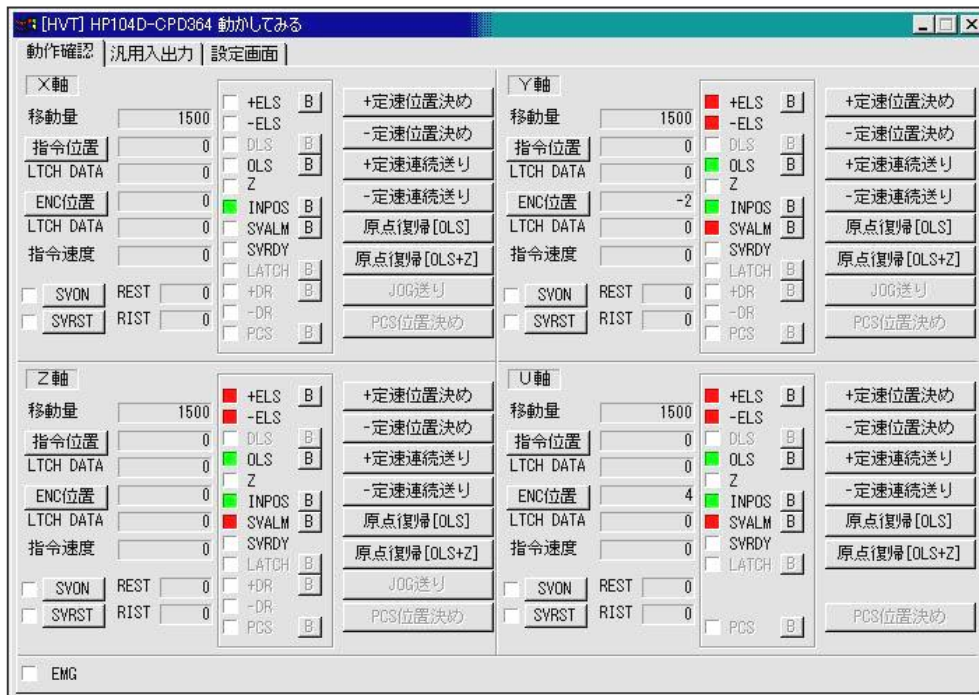 [HVT] HP104D-CPD364 動かしてみる
動作確認 汎用入出力 設定画面
X軸
移動量 1500
指令位置 0
LTCH DATA 0
ENC位置 0
LTCH DATA 0
指令速度 0
SVON REST 0
SVRST RIST 0
+ELS B
-ELS
DLS B
OLS B
Z
INPOS B
SVALM B
SVRDY
LATCH B
+DR B
-DR
PCS B
+定速位置決め
-定速位置決め
+定速連続送り
-定速連続送り
原点復帰[OLS]
原点復帰[OLS+Z]
JOG送り
PCS位置決め
Y軸
移動量 1500
指令位置 0
LTCH DATA 0
ENC位置 -2
LTCH DATA 0
指令速度 0
SVON REST 0
SVRST RIST 0
+ELS B
-ELS
DLS B
OLS B
Z
INPOS B
SVALM B
SVRDY
LATCH B
+DR B
-DR
PCS B
+定速位置決め
-定速位置決め
+定速連続送り
-定速連続送り
原点復帰[OLS]
原点復帰[OLS+Z]
JOG送り
PCS位置決め
Z軸
移動量 1500
指令位置 0
LTCH DATA 0
ENC位置 0
LTCH DATA 0
指令速度 0
SVON REST 0
SVRST RIST 0
+ELS B
-ELS
DLS B
OLS B
Z
INPOS B
SVALM B
SVRDY
LATCH B
+DR B
-DR
PCS B
+定速位置決め
-定速位置決め
+定速連続送り
-定速連続送り
原点復帰[OLS]
原点復帰[OLS+Z]
JOG送り
PCS位置決め
U軸
移動量 1500
指令位置 0
LTCH DATA 0
ENC位置 4
LTCH DATA 0
指令速度 0
SVON REST 0
SVRST RIST 0
+ELS B
-ELS
DLS B
OLS B
Z
INPOS B
SVALM B
SVRDY
LATCH B
PCS B
+定速位置決め
-定速位置決め
+定速連続送り
-定速連続送り
原点復帰[OLS]
原点復帰[OLS+Z]
PCS位置決め
EMG